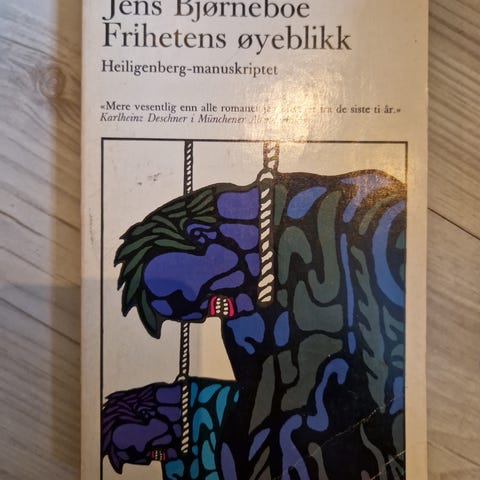 Jens Bjørneboe
Frihetens øyeblikk
Heiligenberg-manuskriptet
«Mere vesentlig enn alle romaner fra de siste ti år.»
Karlheinz Deschner i Münchener